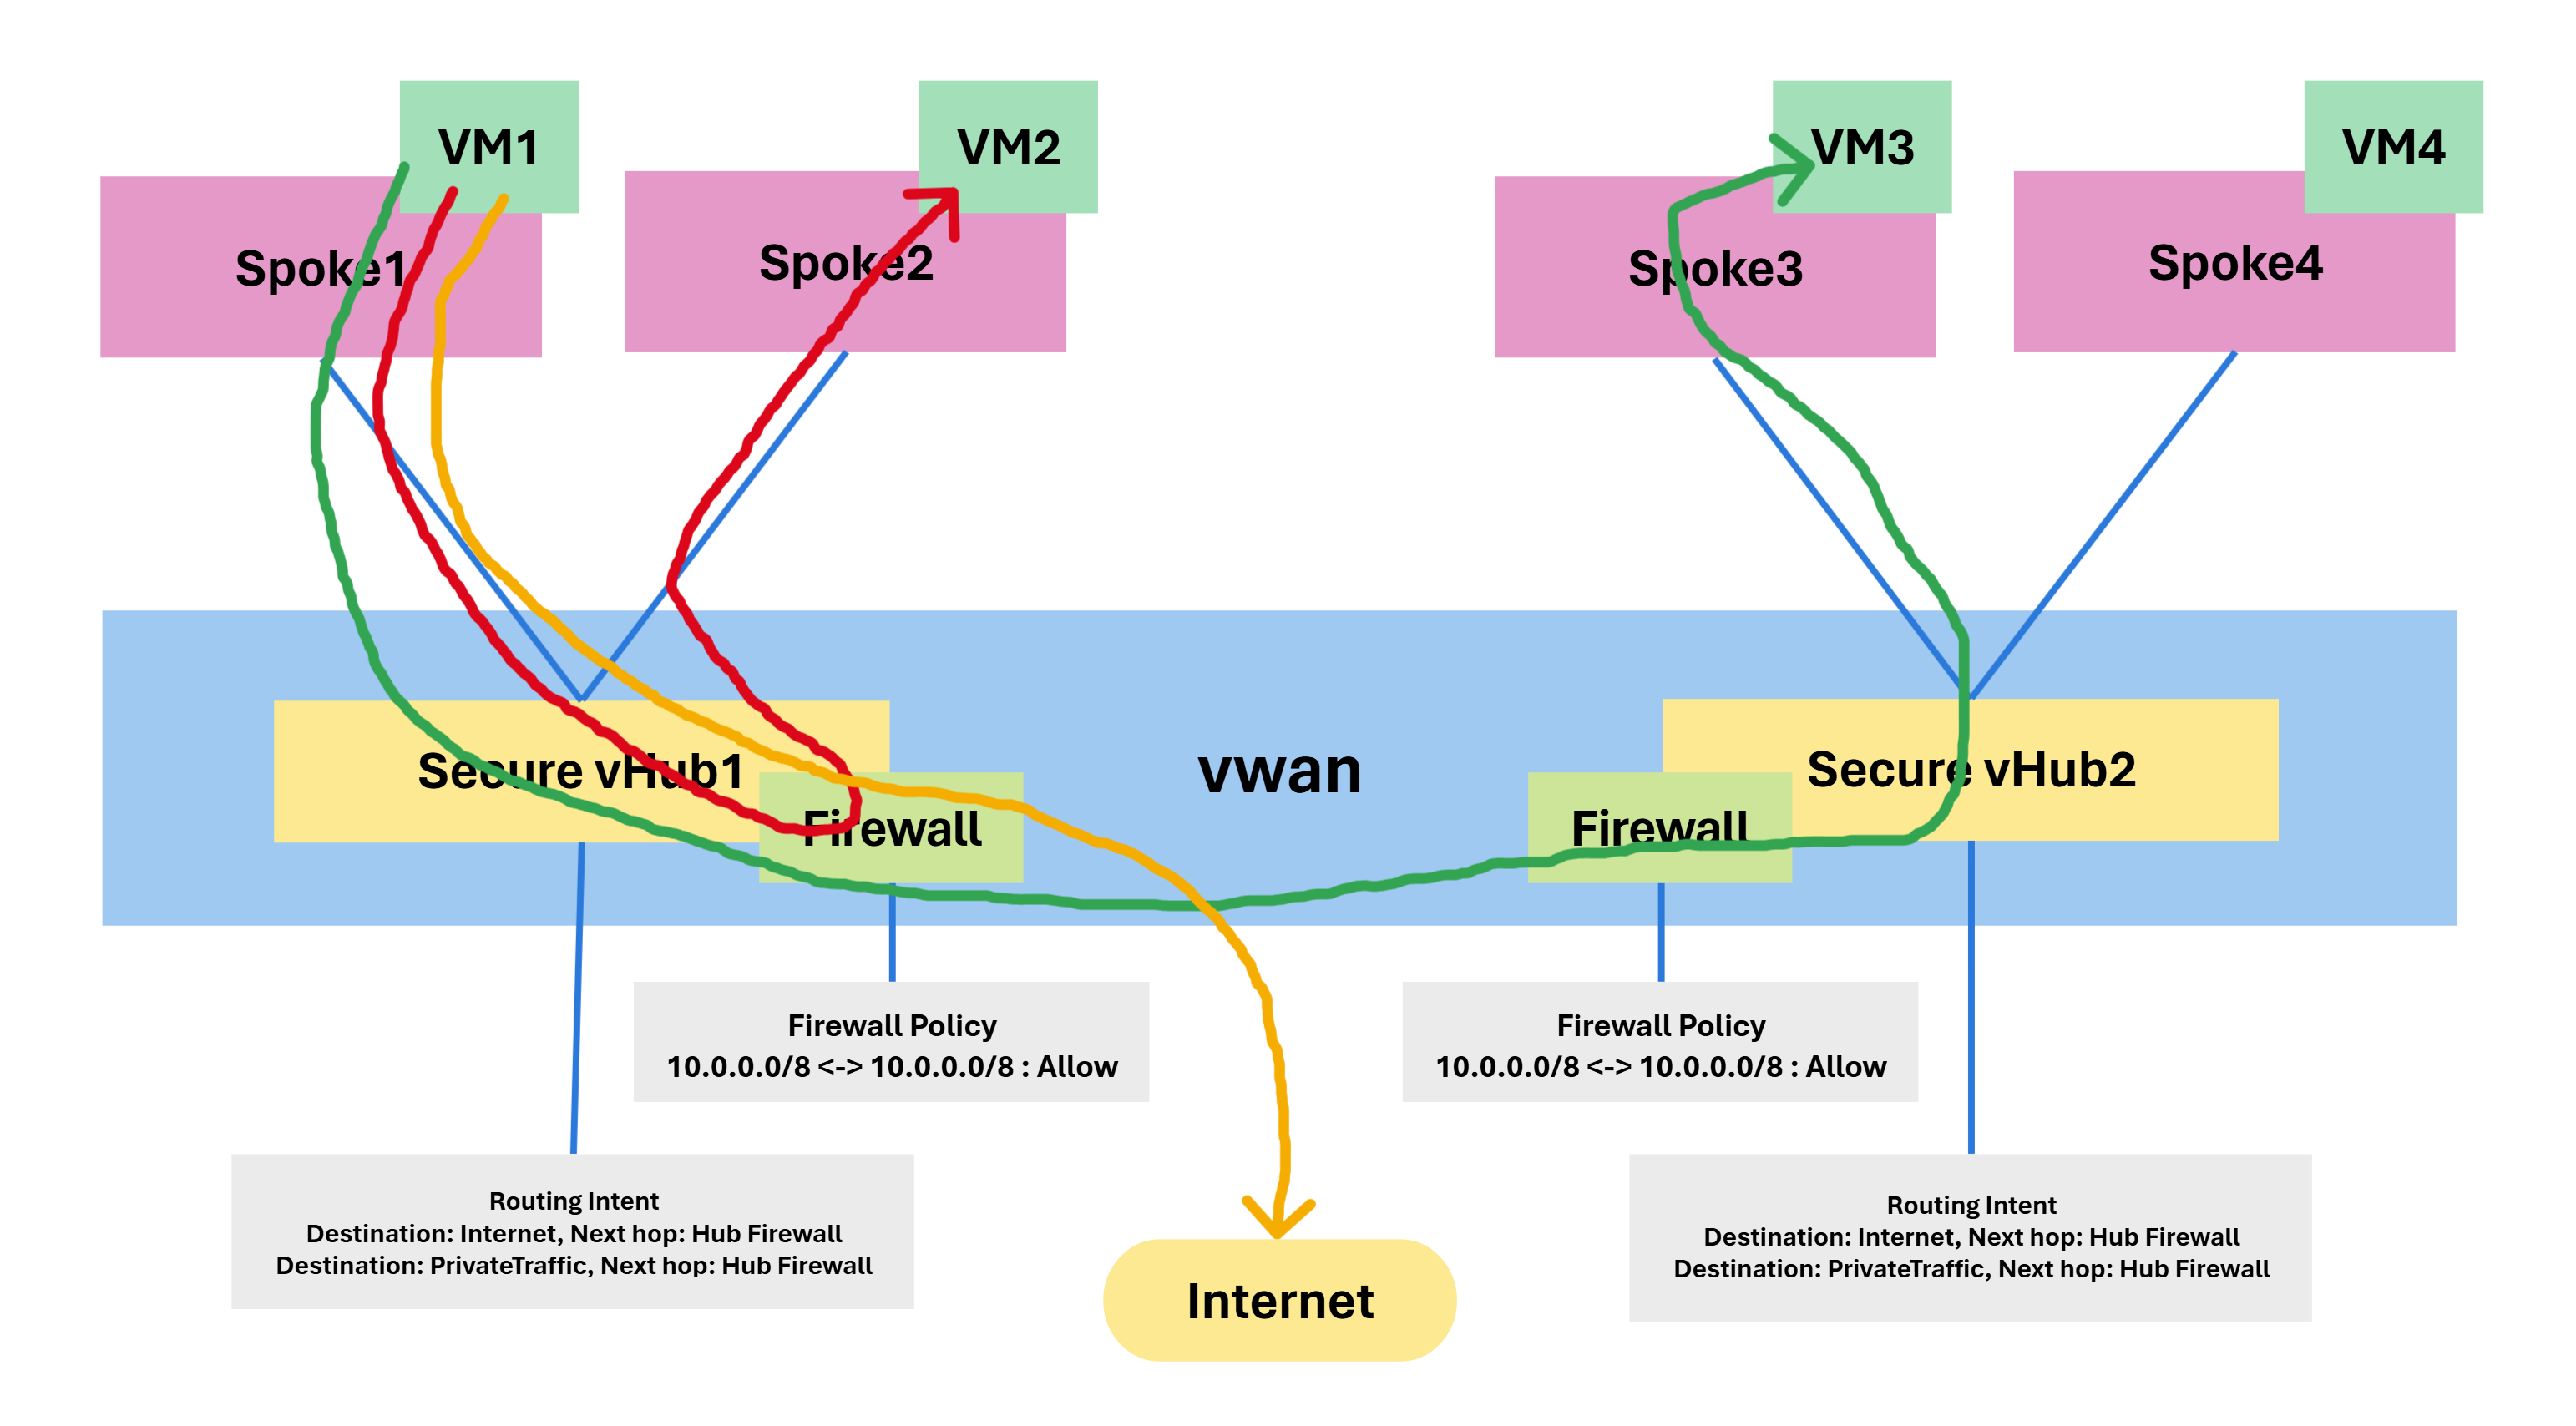 VM1
VM2
VM3
VM4
Spoke1
Spoke2
Spoke3
Spoke4
Secure vHub1
vwan
Secure vHub2
Firewall
Firewall
Firewall Policy
10.0.0.0/8 <-> 10.0.0.0/8 : Allow
Firewall Policy
10.0.0.0/8 <-> 10.0.0.0/8 : Allow
Routing Intent
Destination: Internet, Next hop: Hub Firewall
Destination: PrivateTraffic, Next hop: Hub Firewall
Routing Intent
Destination: Internet, Next hop: Hub Firewall
Destination: PrivateTraffic, Next hop: Hub Firewall
Internet